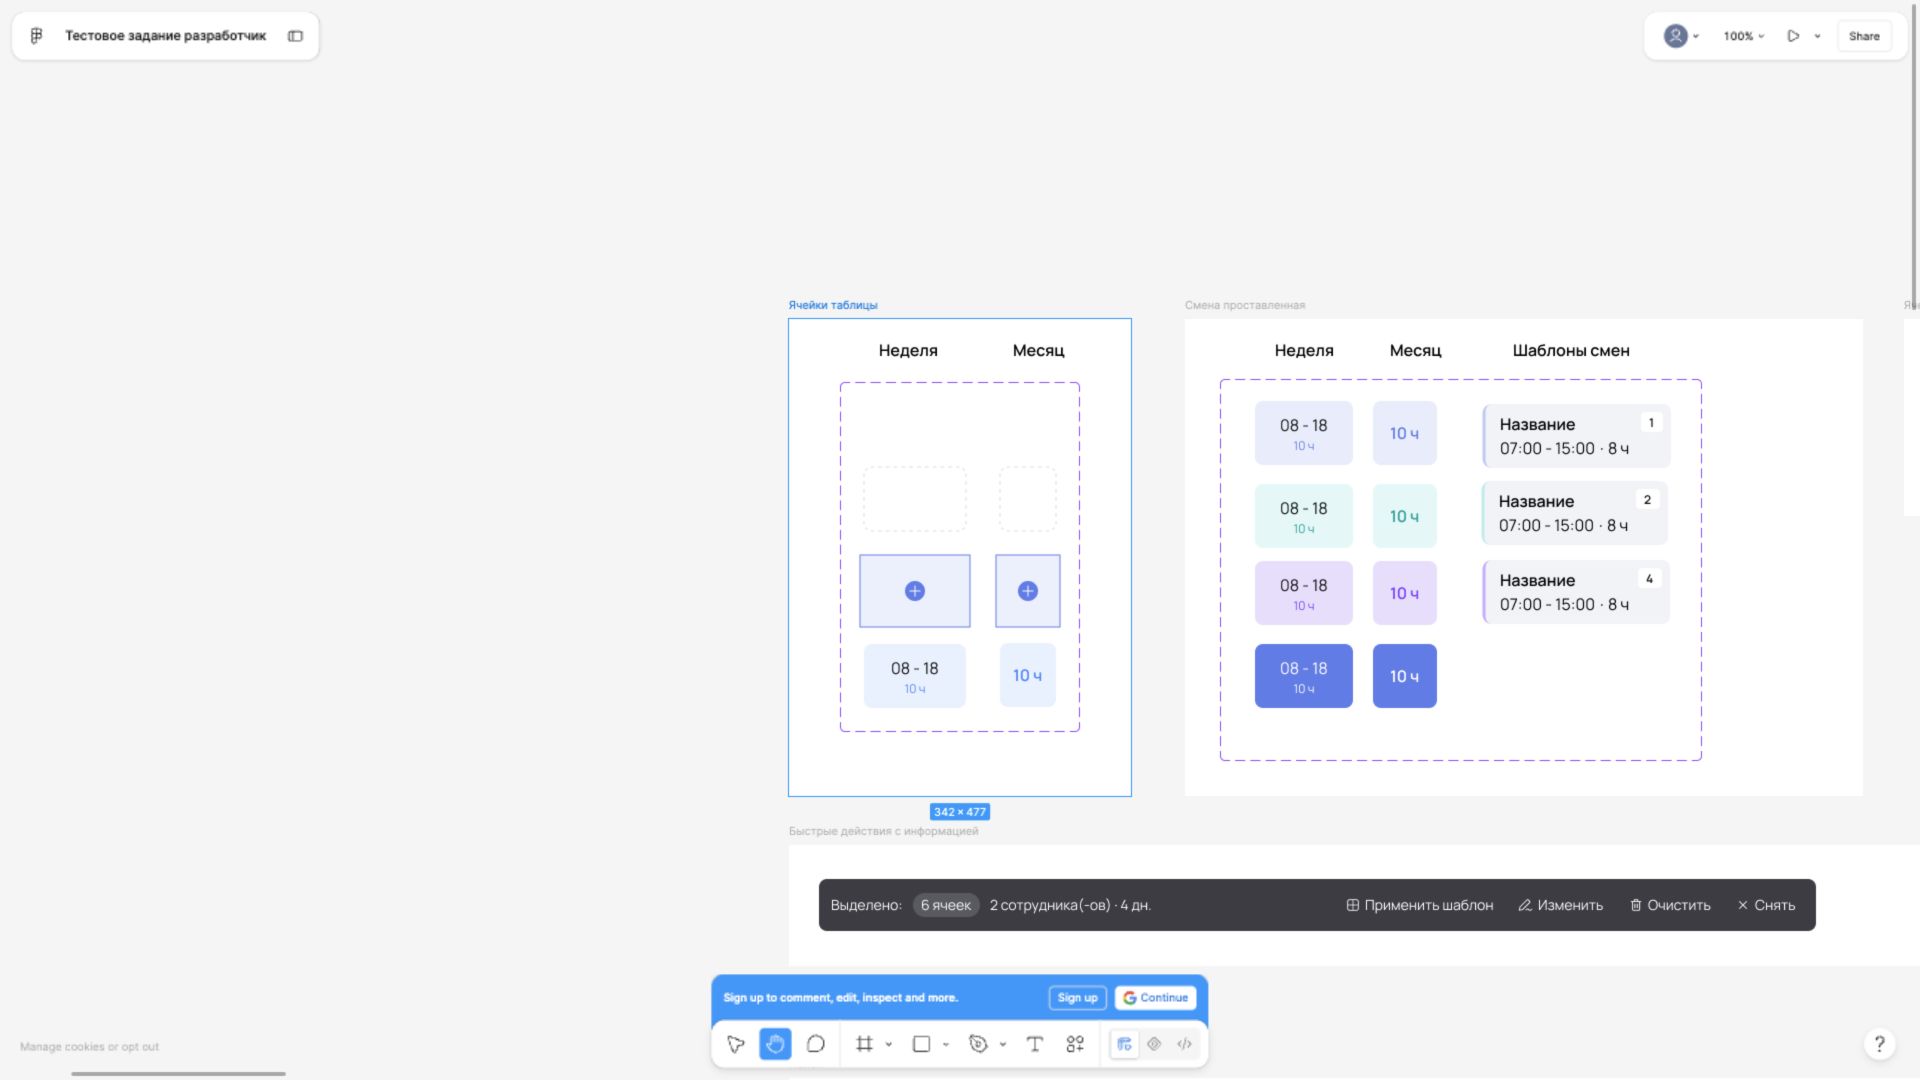 Тестовое задание разработчик
100%
Share
Ячейки таблицы
Неделя
Месяц
08 - 18
10 ч
10 ч
342 × 477
Смена проставленная
Неделя
Месяц
Шаблоны смен
08 - 18
10 ч
10 ч
Название
1
07:00 - 15:00 · 8 ч
08 - 18
10 ч
10 ч
Название
2
07:00 - 15:00 · 8 ч
08 - 18
10 ч
10 ч
Название
4
07:00 - 15:00 · 8 ч
08 - 18
10 ч
10 ч
Быстрые действия с информацией
Выделено: 6 ячеек 2 сотрудника(-ов) · 4 дн.
Применить шаблон
Изменить
Очистить
Снять
Sign up to comment, edit, inspect and more.
Sign up
Continue
Manage cookies or opt out
?